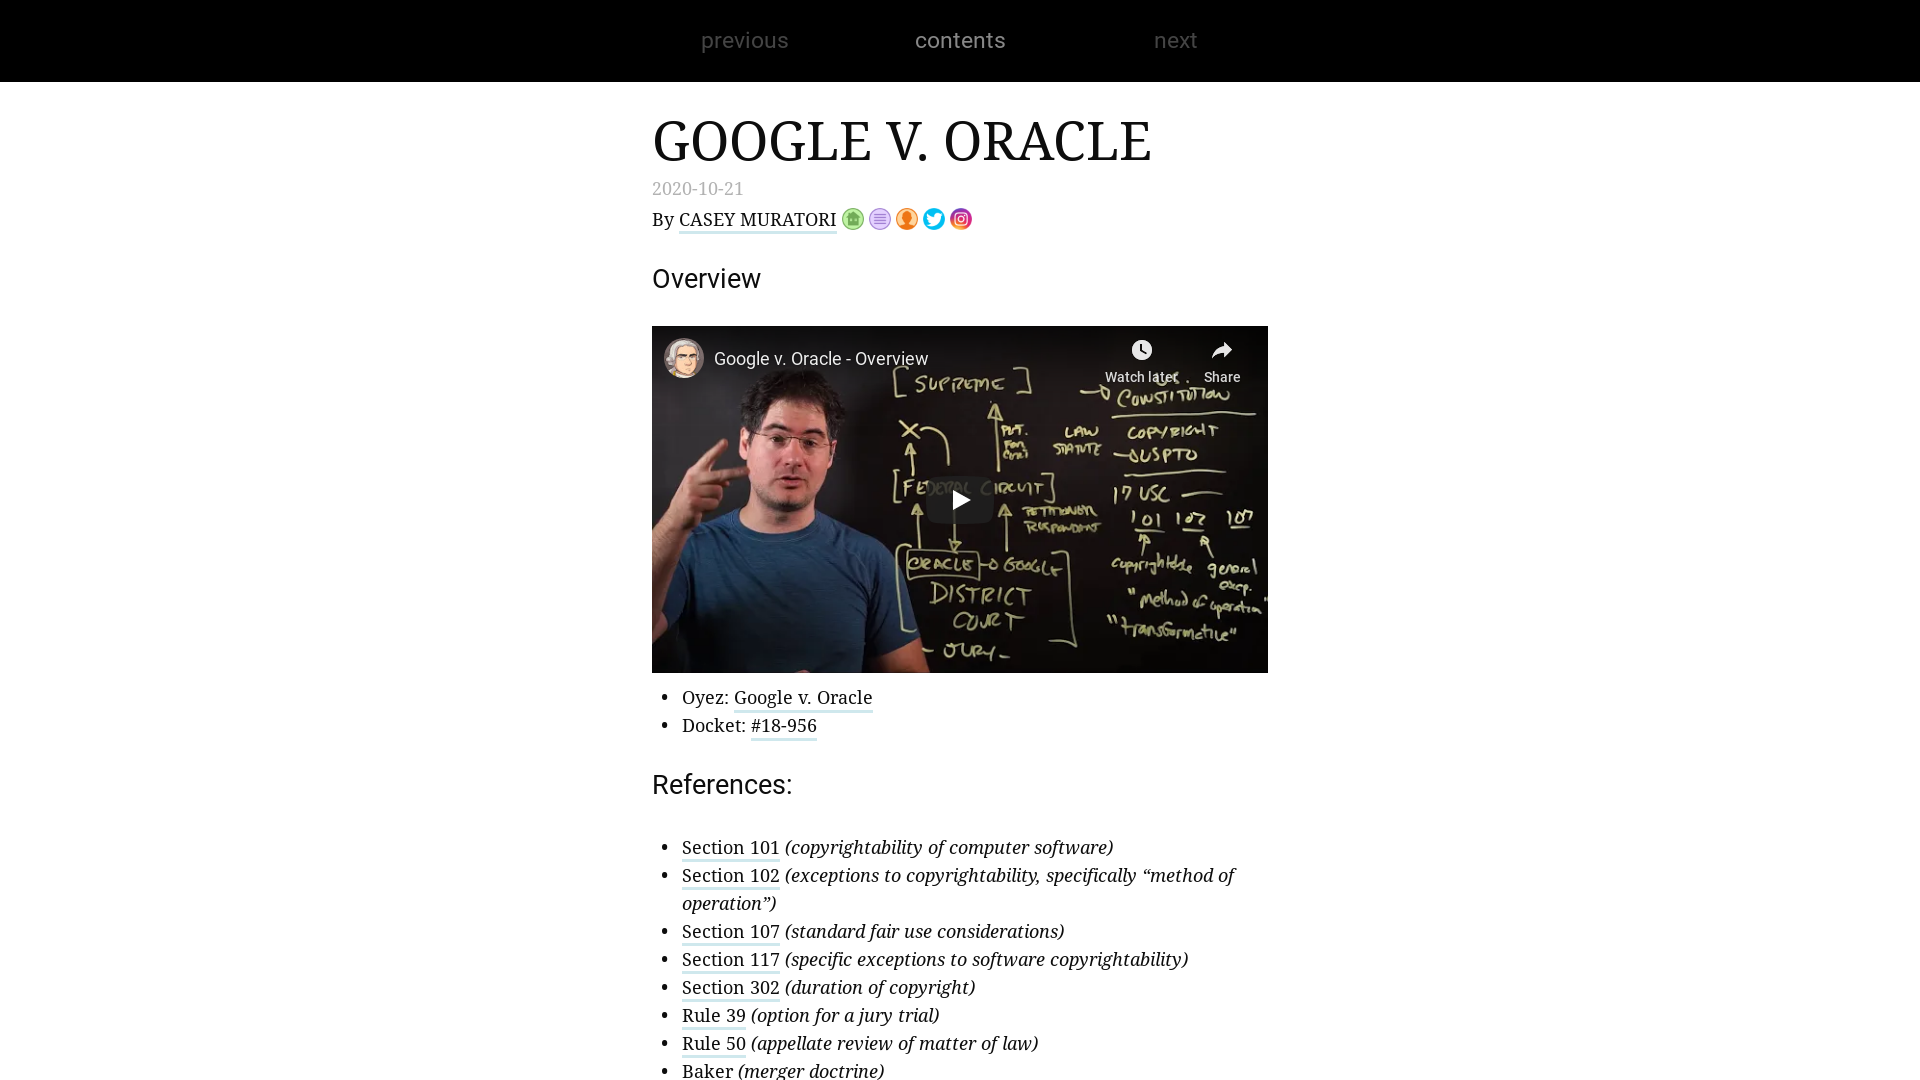 previous
contents
next
GOOGLE V. ORACLE
2020-10-21
By CASEY MURATORI
Overview
Google v. Oracle - Overview
Watch later
Share
[ SUPREME ]
U.S.
CONSTITUTION
X
PET.
FOR
CERT
LAW
STATUTE
COPYRIGHT
USPTO
[FEDERAL CIRCUIT]
17 USC
PETITIONER
RESPONDENT
101 102 107
ORACLE GOOGLE
copyrightable
general
excp.
DISTRICT
COURT
"method of operation"
"transformative"
- JURY -
• Oyez: Google v. Oracle
• Docket: #18-956
References:
• Section 101 (copyrightability of computer software)
• Section 102 (exceptions to copyrightability, specifically “method of
operation”)
• Section 107 (standard fair use considerations)
• Section 117 (specific exceptions to software copyrightability)
• Section 302 (duration of copyright)
• Rule 39 (option for a jury trial)
• Rule 50 (appellate review of matter of law)
• Baker (merger doctrine)